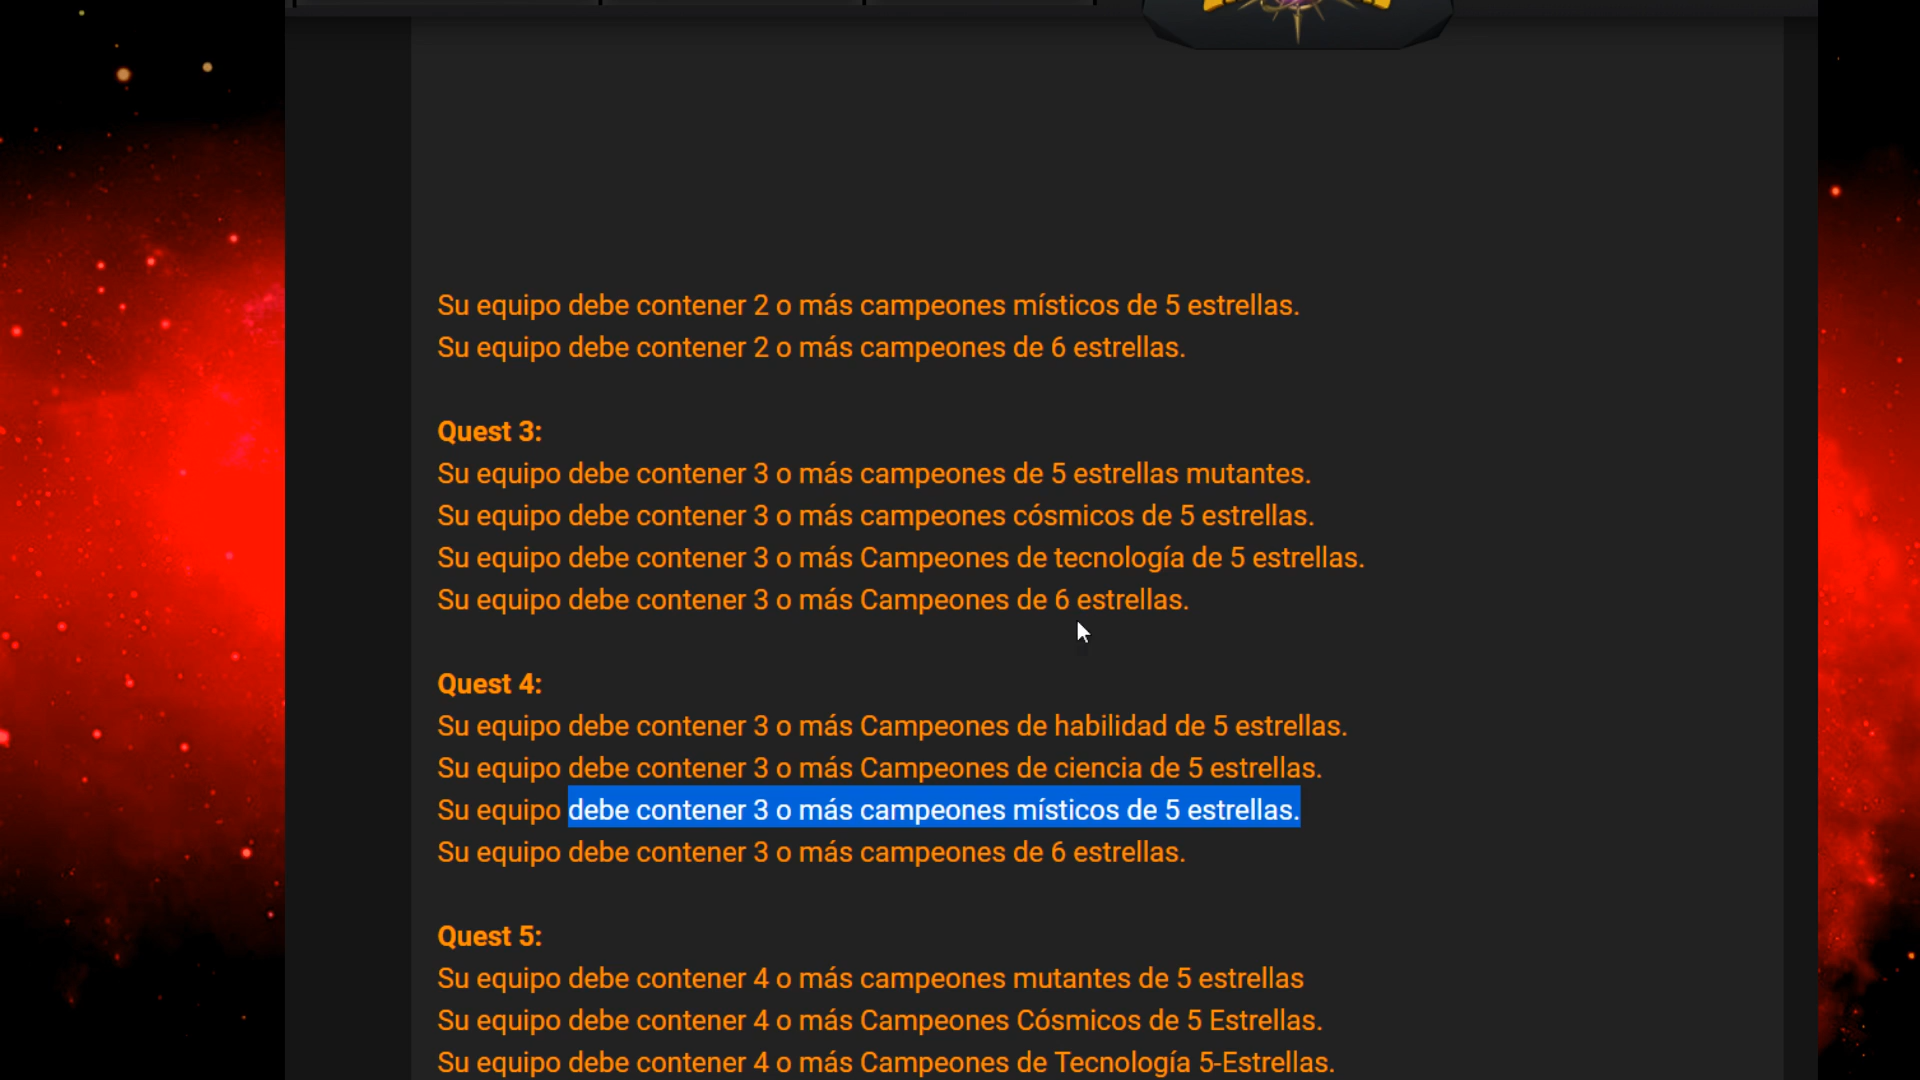 Su equipo debe contener 2 o más campeones místicos de 5 estrellas.
Su equipo debe contener 2 o más campeones de 6 estrellas.
Quest 3:
Su equipo debe contener 3 o más campeones de 5 estrellas mutantes.
Su equipo debe contener 3 o más campeones cósmicos de 5 estrellas.
Su equipo debe contener 3 o más Campeones de tecnología de 5 estrellas.
Su equipo debe contener 3 o más Campeones de 6 estrellas.
Quest 4:
Su equipo debe contener 3 o más Campeones de habilidad de 5 estrellas.
Su equipo debe contener 3 o más Campeones de ciencia de 5 estrellas.
Su equipo debe contener 3 o más campeones místicos de 5 estrellas.
Su equipo debe contener 3 o más campeones de 6 estrellas.
Quest 5:
Su equipo debe contener 4 o más campeones mutantes de 5 estrellas
Su equipo debe contener 4 o más Campeones Cósmicos de 5 Estrellas.
Su equipo debe contener 4 o más Campeones de Tecnología 5-Estrellas.